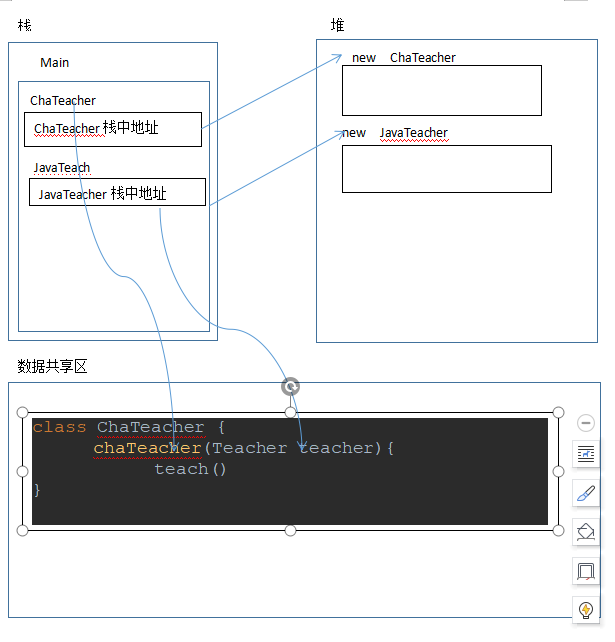 栈
堆
Main
new ChaTeacher
ChaTeacher
ChaTeacher 栈中地址
new JavaTeacher
JavaTeach
JavaTeacher 栈中地址
数据共享区
class ChaTeacher {
chaTeacher(Teacher teacher){
teach()
}